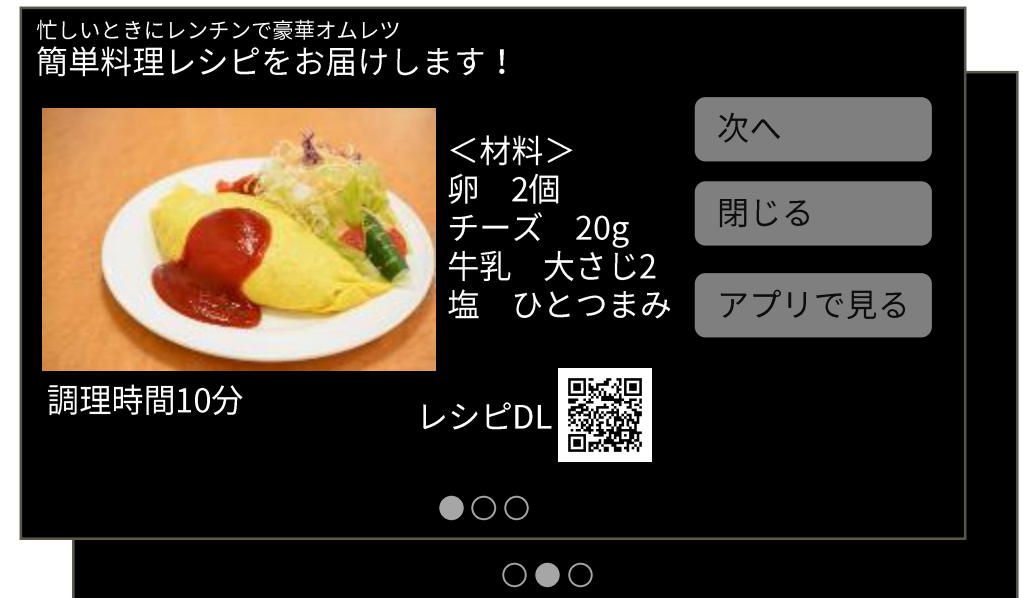 忙しいときにレンチンで豪華オムレツ
簡単料理レシピをお届けします！
＜材料＞
卵　2個
チーズ　20g
牛乳　大さじ2
塩　ひとつまみ
次へ
閉じる
アプリで見る
調理時間10分
レシピDL